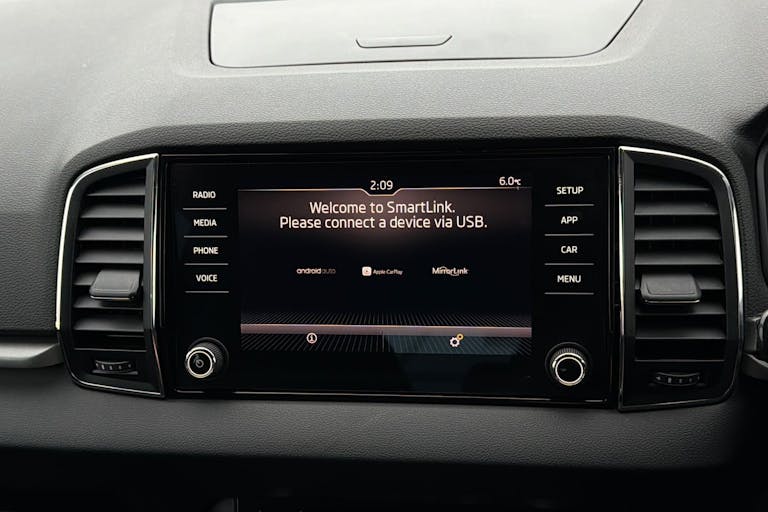 2:09
6.0°C
RADIO
MEDIA
PHONE
VOICE
Welcome to SmartLink.
Please connect a device via USB.
androidauto
Apple CarPlay
MirrorLink
SETUP
APP
CAR
MENU